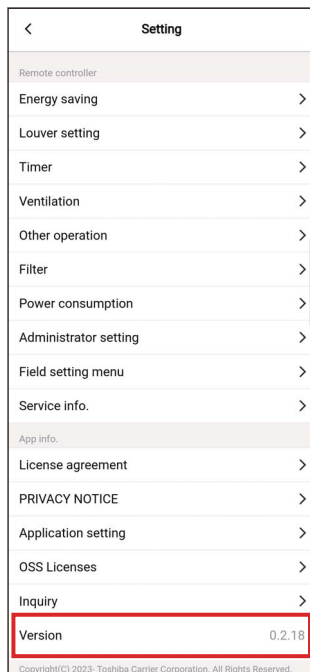 Setting
Remote controller
Energy saving
Louver setting
Timer
Ventilation
Other operation
Filter
Power consumption
Administrator setting
Field setting menu
Service info.
App info.
License agreement
PRIVACY NOTICE
Application setting
OSS Licenses
Inquiry
Version 0.2.18
Copyright(C) 2023- Toshiba Carrier Corporation. All Rights Reserved.